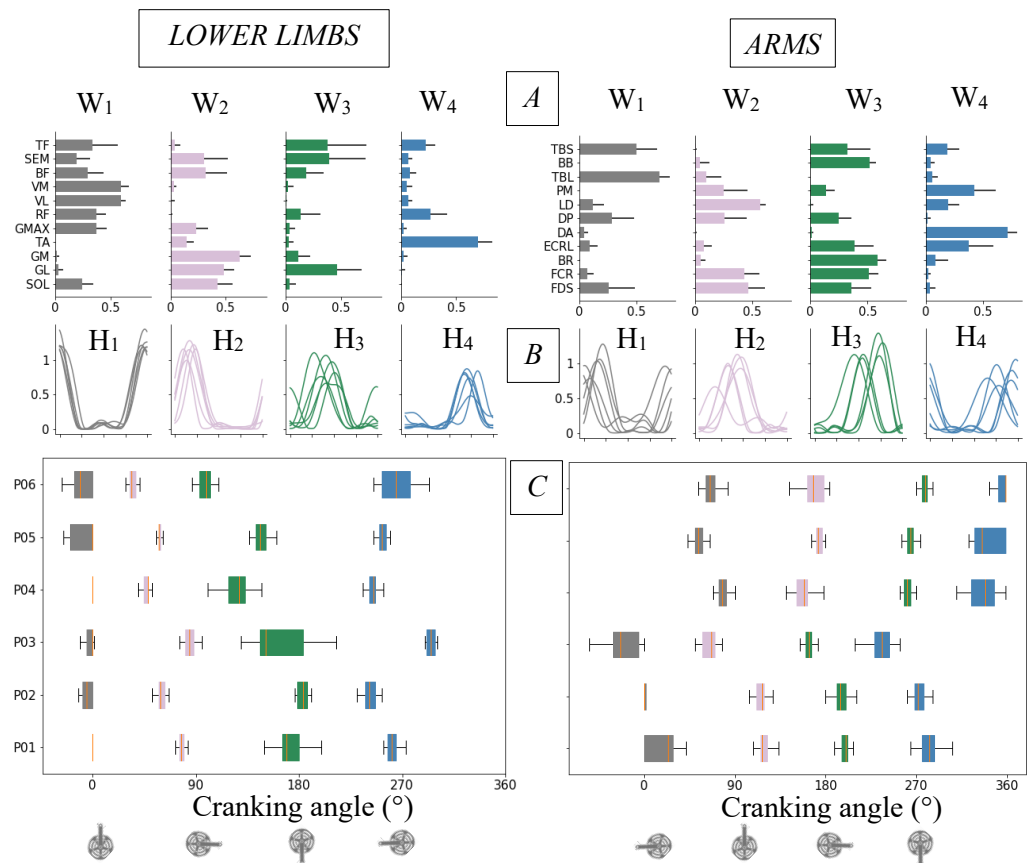 LOWER LIMBS
ARMS
A
W1 W2 W3 W4
W1 W2 W3 W4
TF
SEM
BF
VM
VL
RF
GMAX
TA
GM
GL
SOL
0 0.5 0 0.5 0 0.5 0 0.5
TBS
BB
TBL
PM
LD
DP
DA
ECRL
BR
FCR
FDS
0 0.5 0 0.5 0 0.5 0 0.5
B
H1 H2 H3 H4
1
0.5
0
H1 H2 H3 H4
1
0.5
0
C
P06
P05
P04
P03
P02
P01
0 90 180 270 360
Cranking angle (°)
0 90 180 270 360
Cranking angle (°)